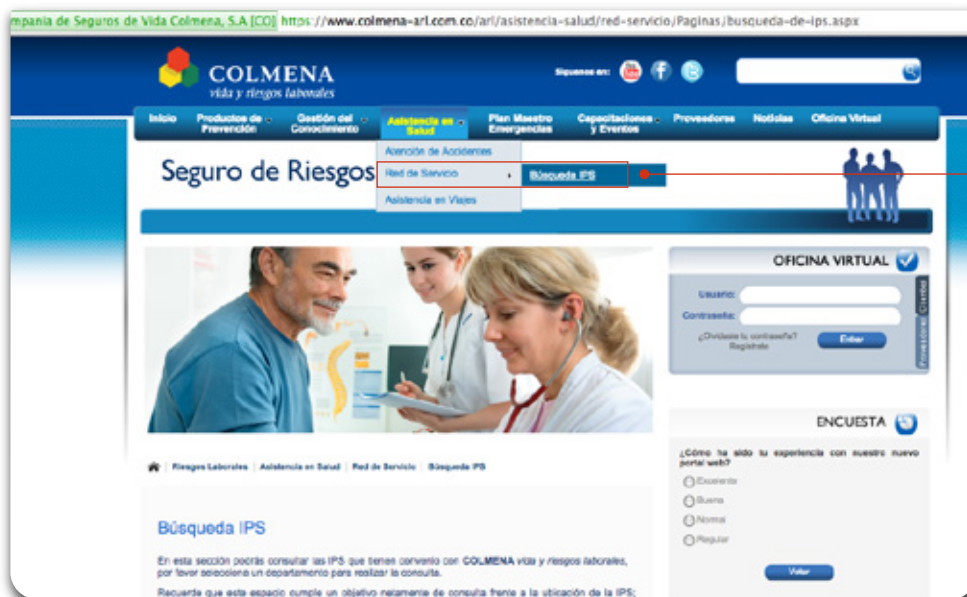 mpania de Seguros de Vida Colmena, S.A [CO] https://www.colmena-arl.com.co/arl/asistencia-salud/red-servicio/Paginas/busqueda-de-ips.aspx
COLMENA
vida y riesgos laborales
Síguenos en:
Inicio Productos de Prevención Gestión del Conocimiento Asistencia en Salud Plan Maestro Emergencias Capacitaciones y Eventos Proveedores Noticias Oficina Virtual
Atención de Accidentes
Seguro de Riesgos Red de Servicio Búsqueda IPS
Asistencia en Viajes
OFICINA VIRTUAL
Usuario:
Contraseña:
¿Olvidaste tu contraseña?
Regístrate
Entrar
Proveedores Clientes
ENCUESTA
¿Cómo ha sido tu experiencia con nuestro nuevo
portal web?
Excelente
Buena
Normal
Regular
Votar
Riesgos Laborales Asistencia en Salud Red de Servicio Búsqueda IPS
Búsqueda IPS
En esta sección podrás consultar las IPS que tienen convenio con COLMENA vida y riesgos laborales,
por favor selecciona un departamento para realizar la consulta.
Recuerda que este espacio cumple un objetivo netamente de consulta frente a la ubicación de la IPS;